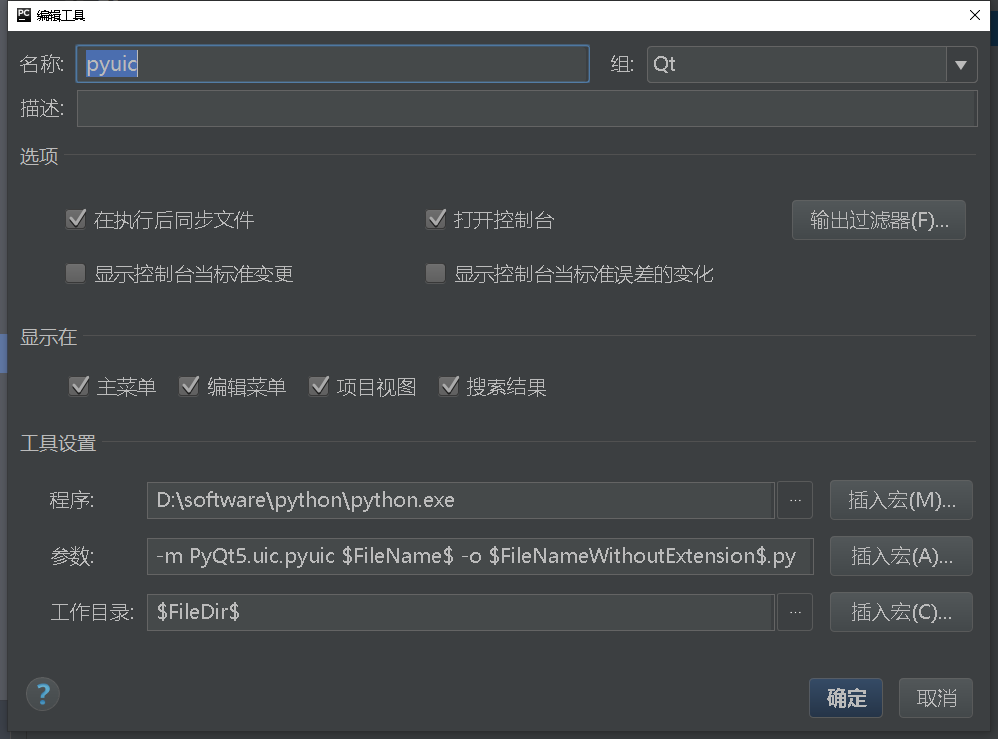 PC 编辑工具
名称: pyuic 组: Qt
描述:
选项
在执行后同步文件 打开控制台 输出过滤器(F)...
显示控制台当标准变更 显示控制台当标准误差的变化
显示在
主菜单 编辑菜单 项目视图 搜索结果
工具设置
程序: D:\software\python\python.exe ... 插入宏(M)...
参数: -m PyQt5.uic.pyuic $FileName$ -o $FileNameWithoutExtension$.py 插入宏(A)...
工作目录: $FileDir$ ... 插入宏(C)...
? 确定 取消